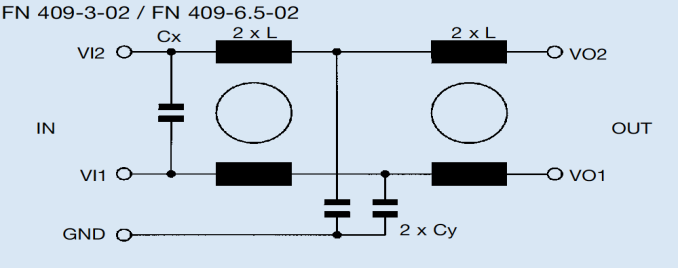 FN 409-3-02 / FN 409-6.5-02
Cx
2 x L
2 x L
VI2
VO2
IN
OUT
VI1
VO1
GND
2 x Cy